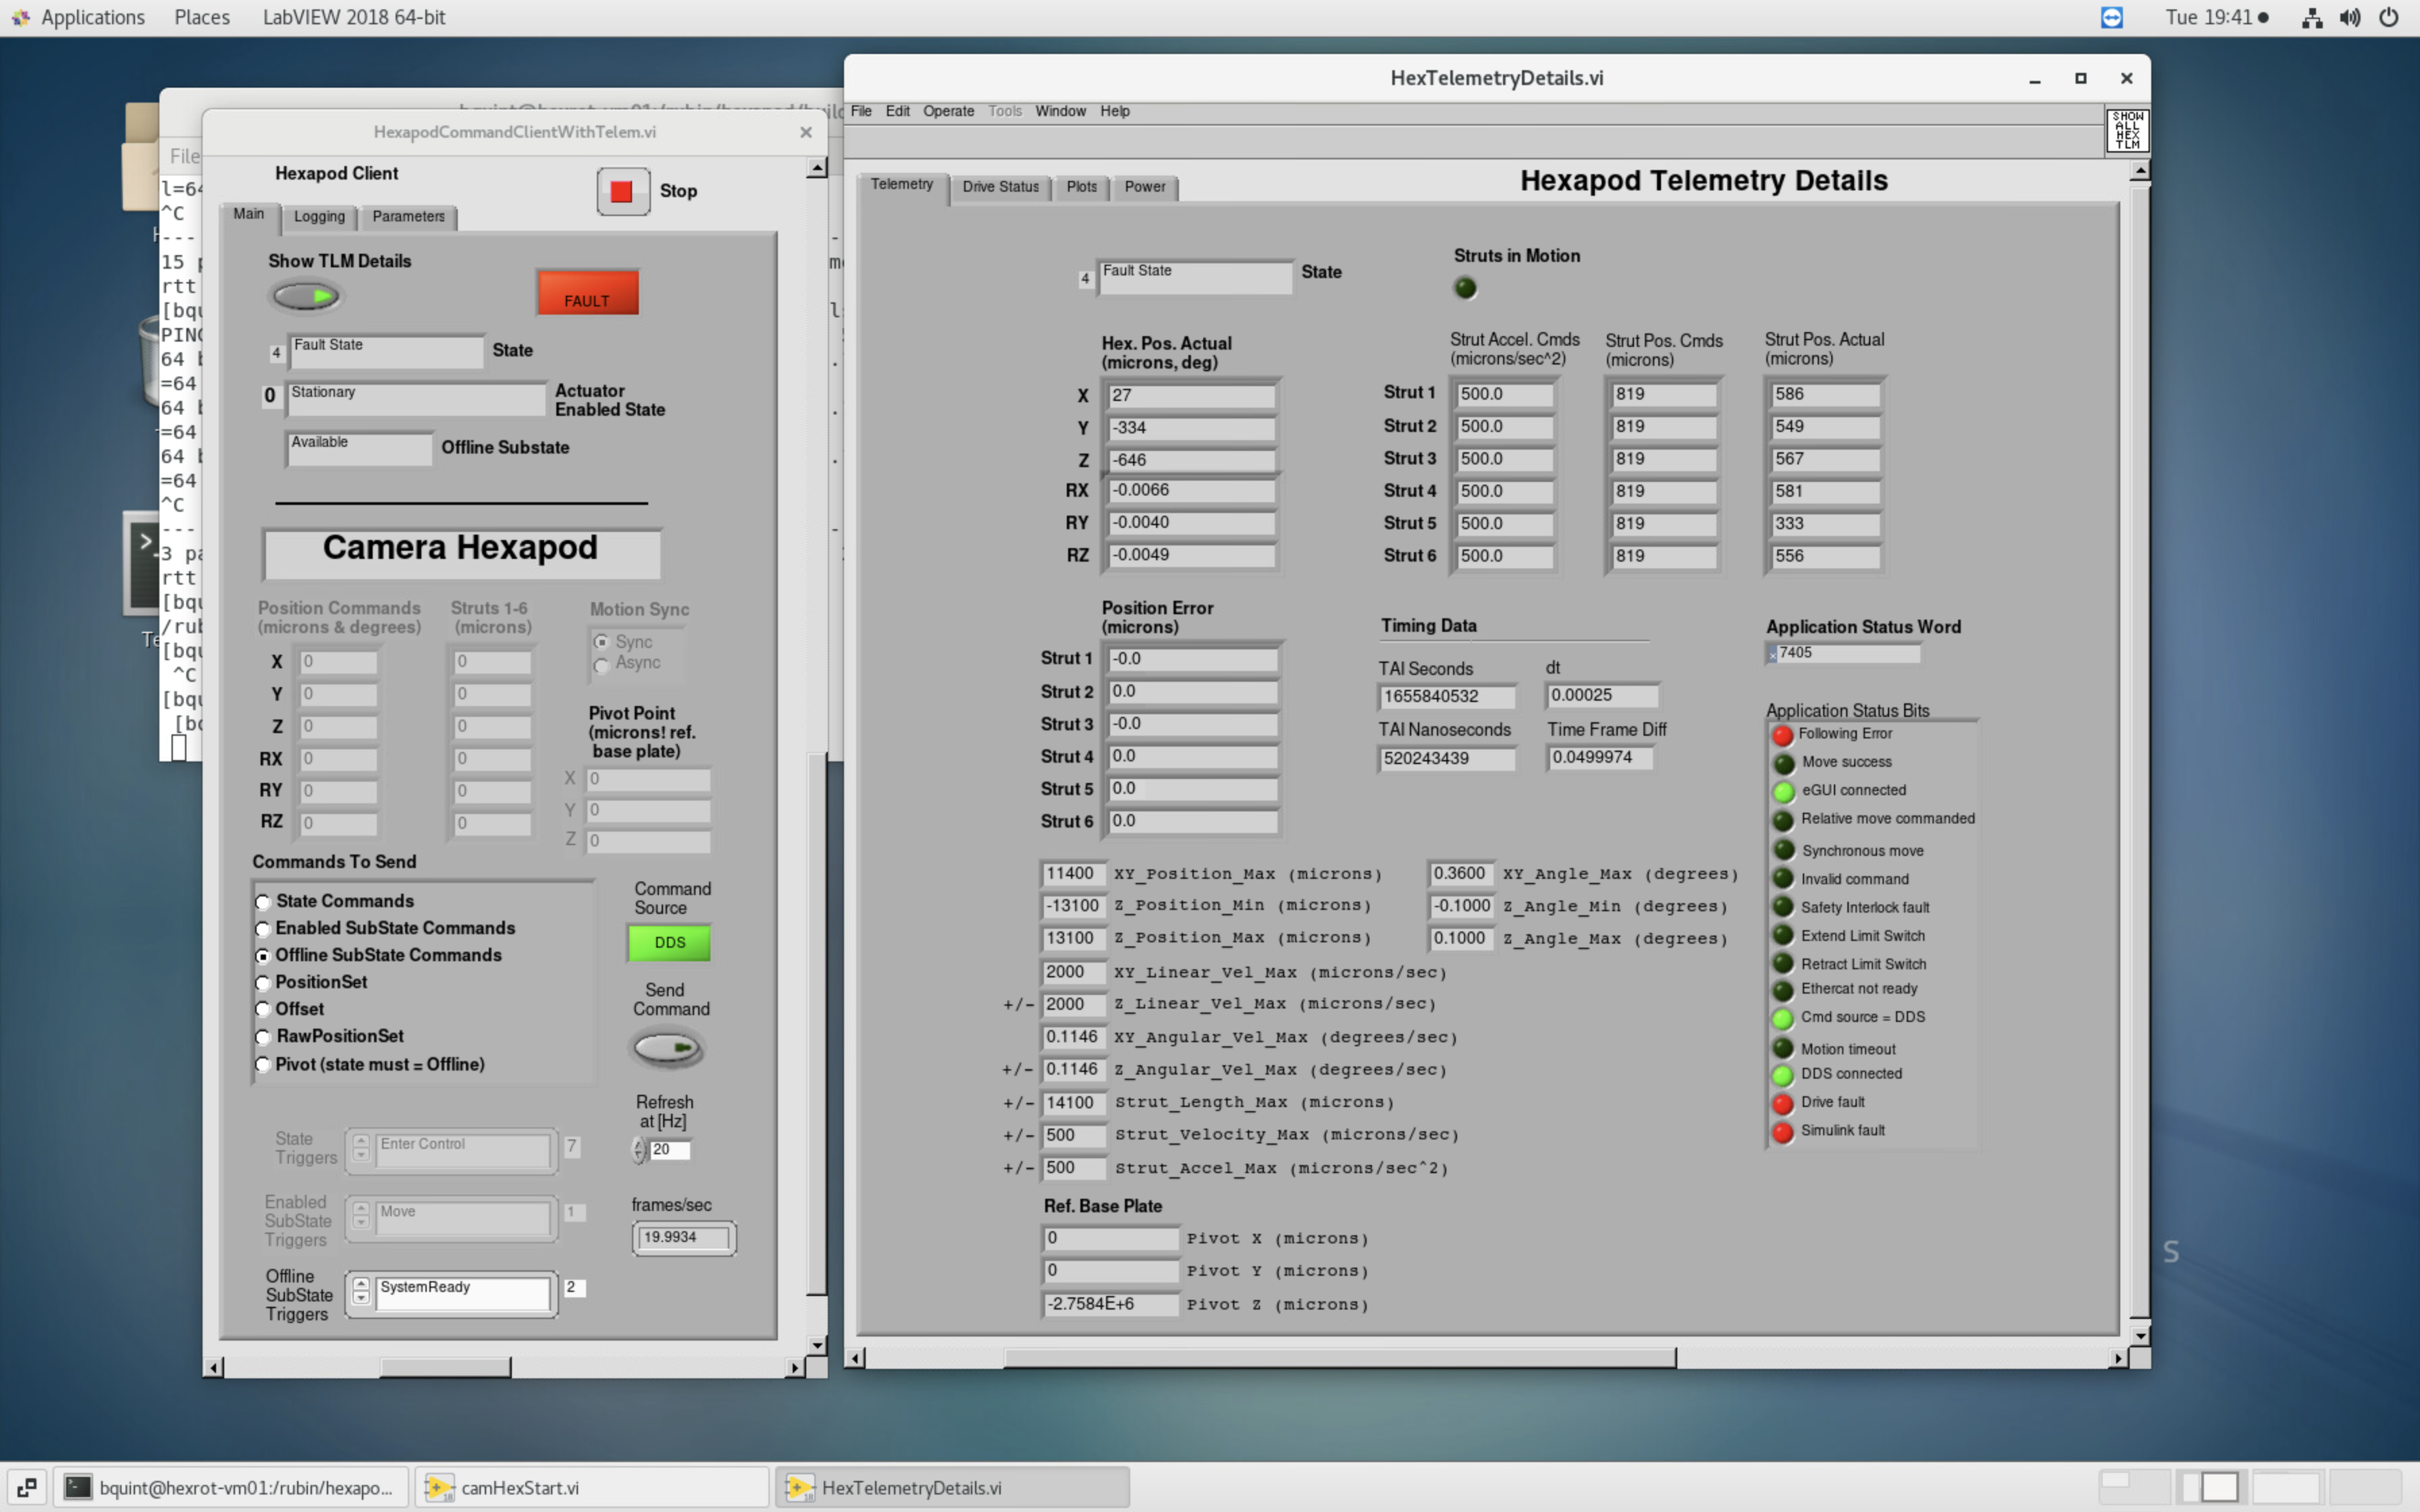 Applications Places LabVIEW 2018 64-bit Tue 19:41
HexapodCommandClientWithTelem.vi
Hexapod Client
Stop
Main Logging Parameters
Show TLM Details
FAULT
4 Fault State State
0 Stationary Actuator
Enabled State
Available Offline Substate
Camera Hexapod
Position Commands Struts 1-6 Motion Sync
(microns & degrees) (microns)
Sync
Async
X 0 0
Y 0 0
Z 0 0
RX 0 0
RY 0 0
RZ 0 0
Pivot Point
(microns! ref.
base plate)
X 0
Y 0
Z 0
Commands To Send
State Commands
Enabled SubState Commands
Offline SubState Commands
PositionSet
Offset
RawPositionSet
Pivot (state must = Offline)
Command
Source
DDS
Send
Command
Refresh
at [Hz]
20
frames/sec
19.9934
State
Triggers
Enter Control 7
Enabled
SubState
Triggers
Move 1
Offline
SubState
Triggers
SystemReady 2
File
l=64
^C
---
15 p
rtt
[bqu
PING
64 b
=64
64 b
=64
64 b
=64
^C
---
3 pa
rtt
[bqu
/rub
[bqu
^C
[bqu
HexTelemetryDetails.vi
File Edit Operate Tools Window Help
SHOW
ALL
HEX
TLM
Telemetry Drive Status Plots Power
Hexapod Telemetry Details
4 Fault State State
Struts in Motion
Hex. Pos. Actual
(microns, deg)
X 27
Y -334
Z -646
RX -0.0066
RY -0.0040
RZ -0.0049
Strut Accel. Cmds Strut Pos. Cmds Strut Pos. Actual
(microns/sec^2) (microns) (microns)
Strut 1 500.0 819 586
Strut 2 500.0 819 549
Strut 3 500.0 819 567
Strut 4 500.0 819 581
Strut 5 500.0 819 333
Strut 6 500.0 819 556
Position Error
(microns)
Strut 1 -0.0
Strut 2 0.0
Strut 3 -0.0
Strut 4 0.0
Strut 5 0.0
Strut 6 0.0
Timing Data
TAI Seconds dt
1655840532 0.00025
TAI Nanoseconds Time Frame Diff
520243439 0.0499974
Application Status Word
x 7405
Application Status Bits
Following Error
Move success
eGUI connected
Relative move commanded
Synchronous move
Invalid command
Safety Interlock fault
Extend Limit Switch
Retract Limit Switch
Ethercat not ready
Cmd source = DDS
Motion timeout
DDS connected
Drive fault
Simulink fault
11400 XY_Position_Max (microns) 0.3600 XY_Angle_Max (degrees)
-13100 Z_Position_Min (microns) -0.1000 Z_Angle_Min (degrees)
13100 Z_Position_Max (microns) 0.1000 Z_Angle_Max (degrees)
2000 XY_Linear_Vel_Max (microns/sec)
+/- 2000 Z_Linear_Vel_Max (microns/sec)
0.1146 XY_Angular_Vel_Max (degrees/sec)
+/- 0.1146 Z_Angular_Vel_Max (degrees/sec)
+/- 14100 Strut_Length_Max (microns)
+/- 500 Strut_Velocity_Max (microns/sec)
+/- 500 Strut_Accel_Max (microns/sec^2)
Ref. Base Plate
0 Pivot X (microns)
0 Pivot Y (microns)
-2.7584E+6 Pivot Z (microns)
S
bquint@hexrot-vm01:/rubin/hexapo... camHexStart.vi HexTelemetryDetails.vi